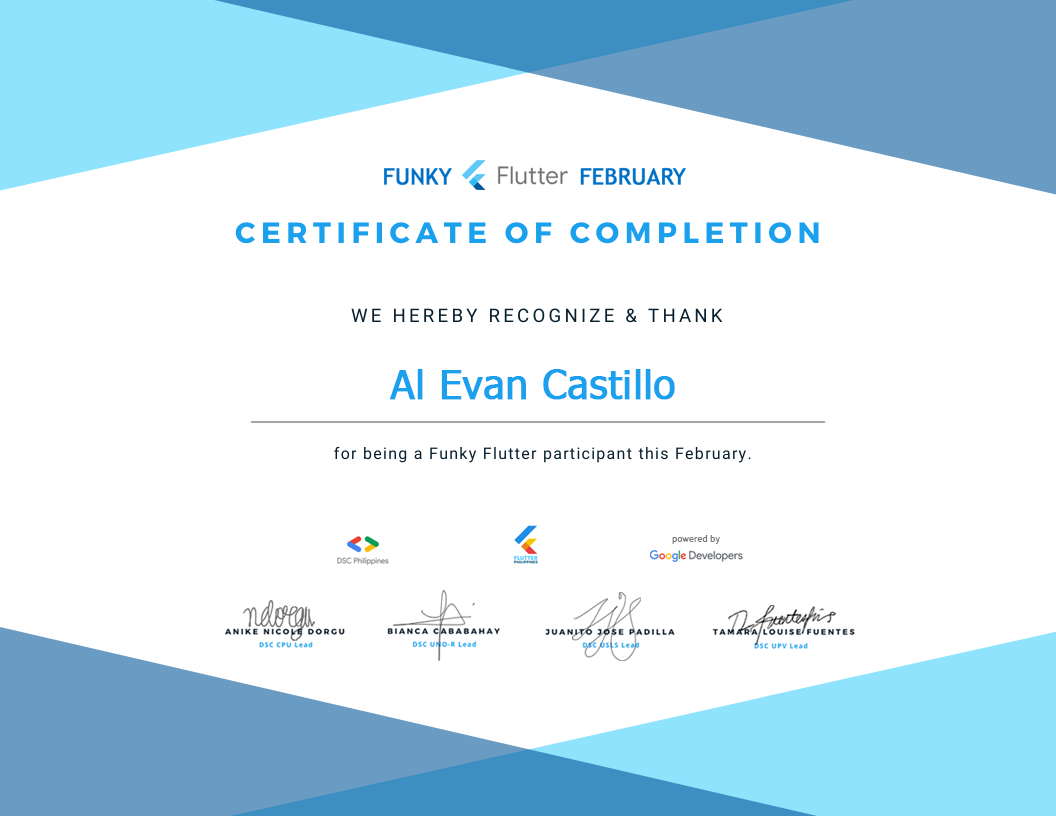 FUNKY Flutter FEBRUARY
CERTIFICATE OF COMPLETION
WE HEREBY RECOGNIZE & THANK
Al Evan Castillo
for being a Funky Flutter participant this February.
DSC Philippines
FLUTTER
PHILIPPINES
powered by
Google Developers
ndorgu
ANIKE NICOLE DORGU
DSC CPU Lead
BIANCA CABABAHAY
DSC UNO-R Lead
JUANITO JOSE PADILLA
DSC USLS Lead
TAMARA LOUISE FUENTES
DSC UPV Lead